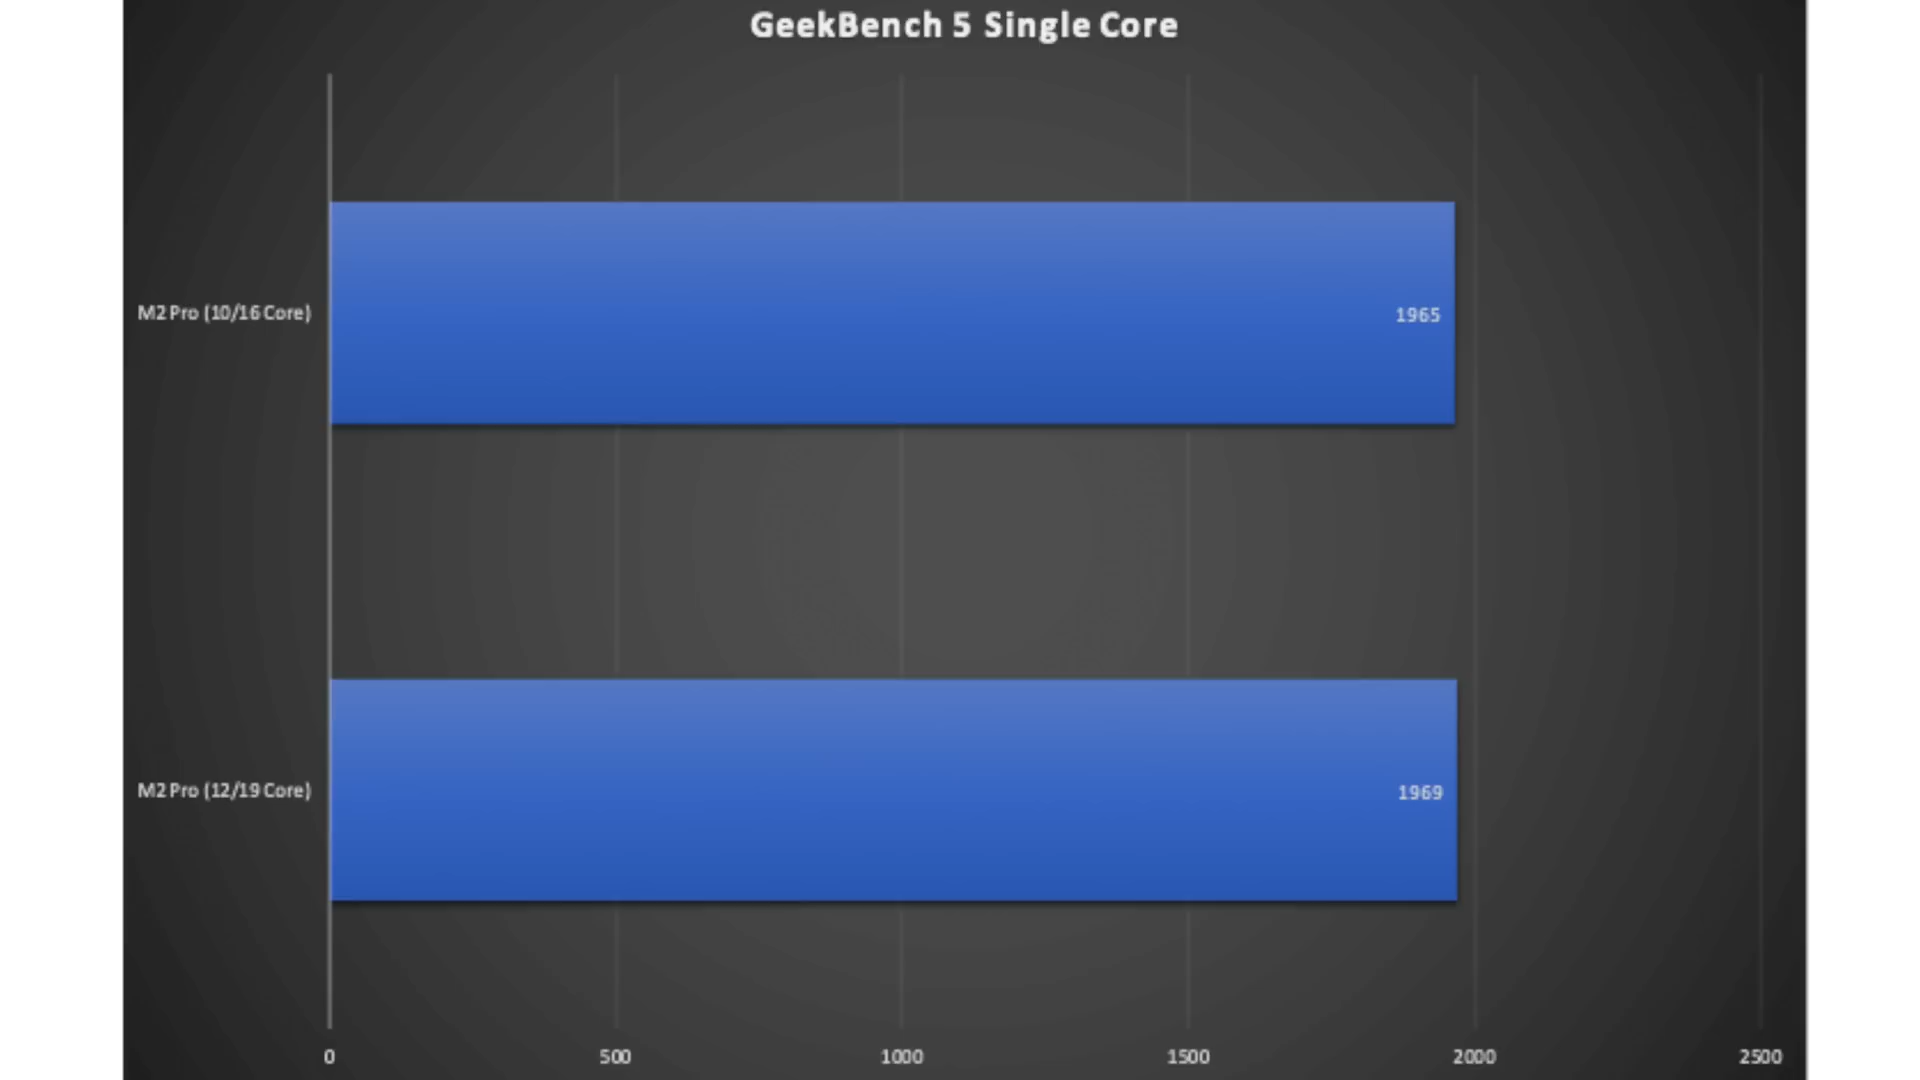 GeekBench 5 Single Core
M2 Pro (10/16 Core)
1965
M2 Pro (12/19 Core)
1969
0 500 1000 1500 2000 2500